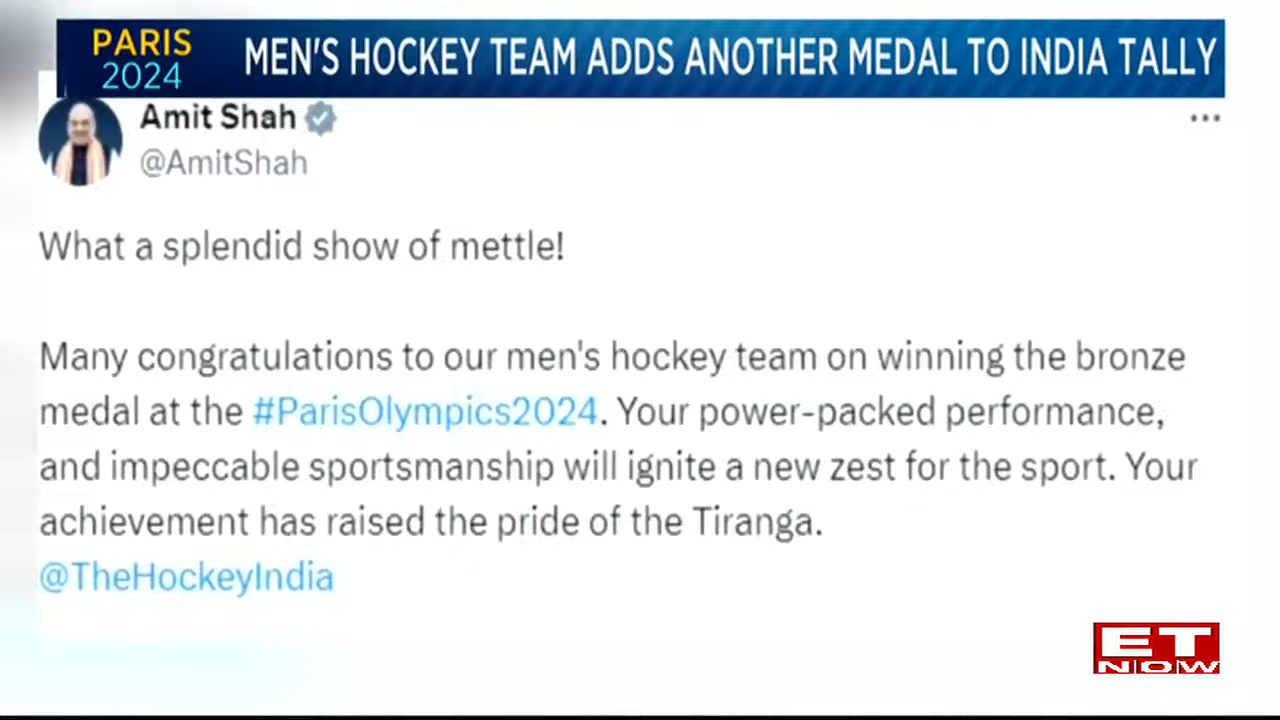 PARIS
2024
MEN'S HOCKEY TEAM ADDS ANOTHER MEDAL TO INDIA TALLY
Amit Shah
@AmitShah
What a splendid show of mettle!
Many congratulations to our men's hockey team on winning the bronze
medal at the #ParisOlympics2024. Your power-packed performance,
and impeccable sportsmanship will ignite a new zest for the sport. Your
achievement has raised the pride of the Tiranga.
@TheHockeyIndia
ET
NOW